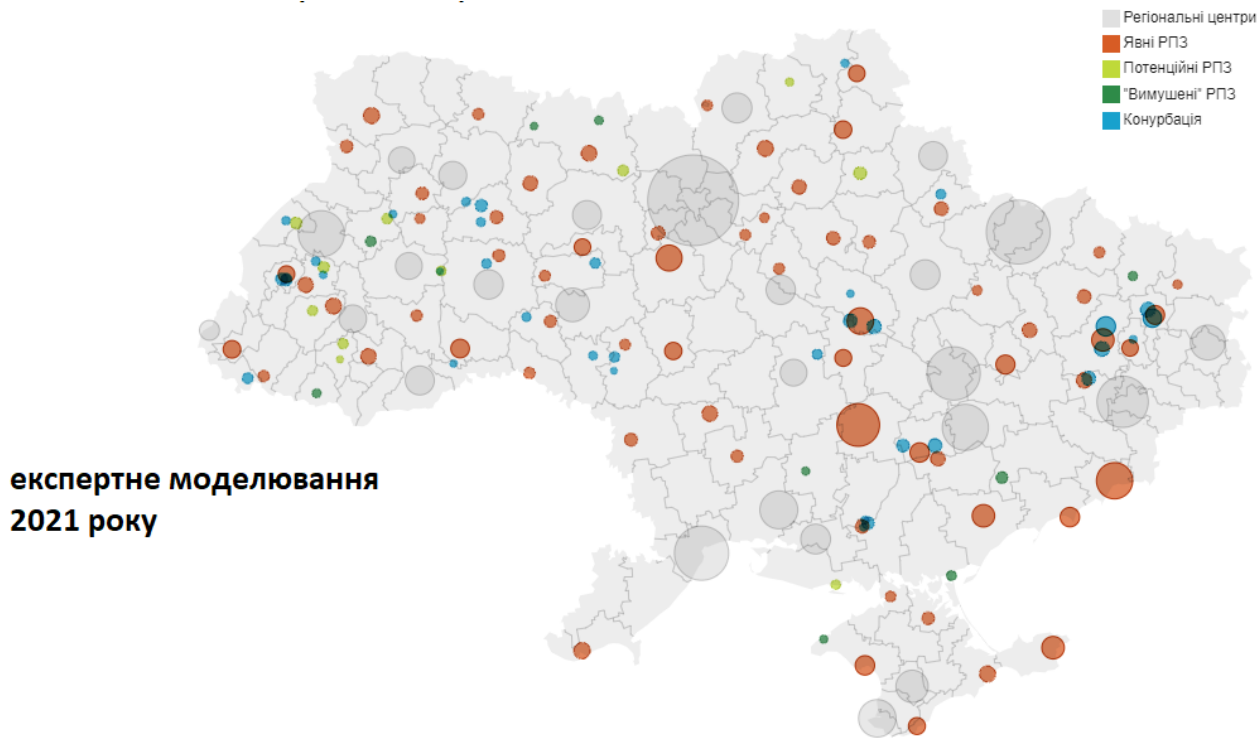 Регіональні центри
Явні РПЗ
Потенційні РПЗ
"Вимушені" РПЗ
Конурбація
експертне моделювання
2021 року